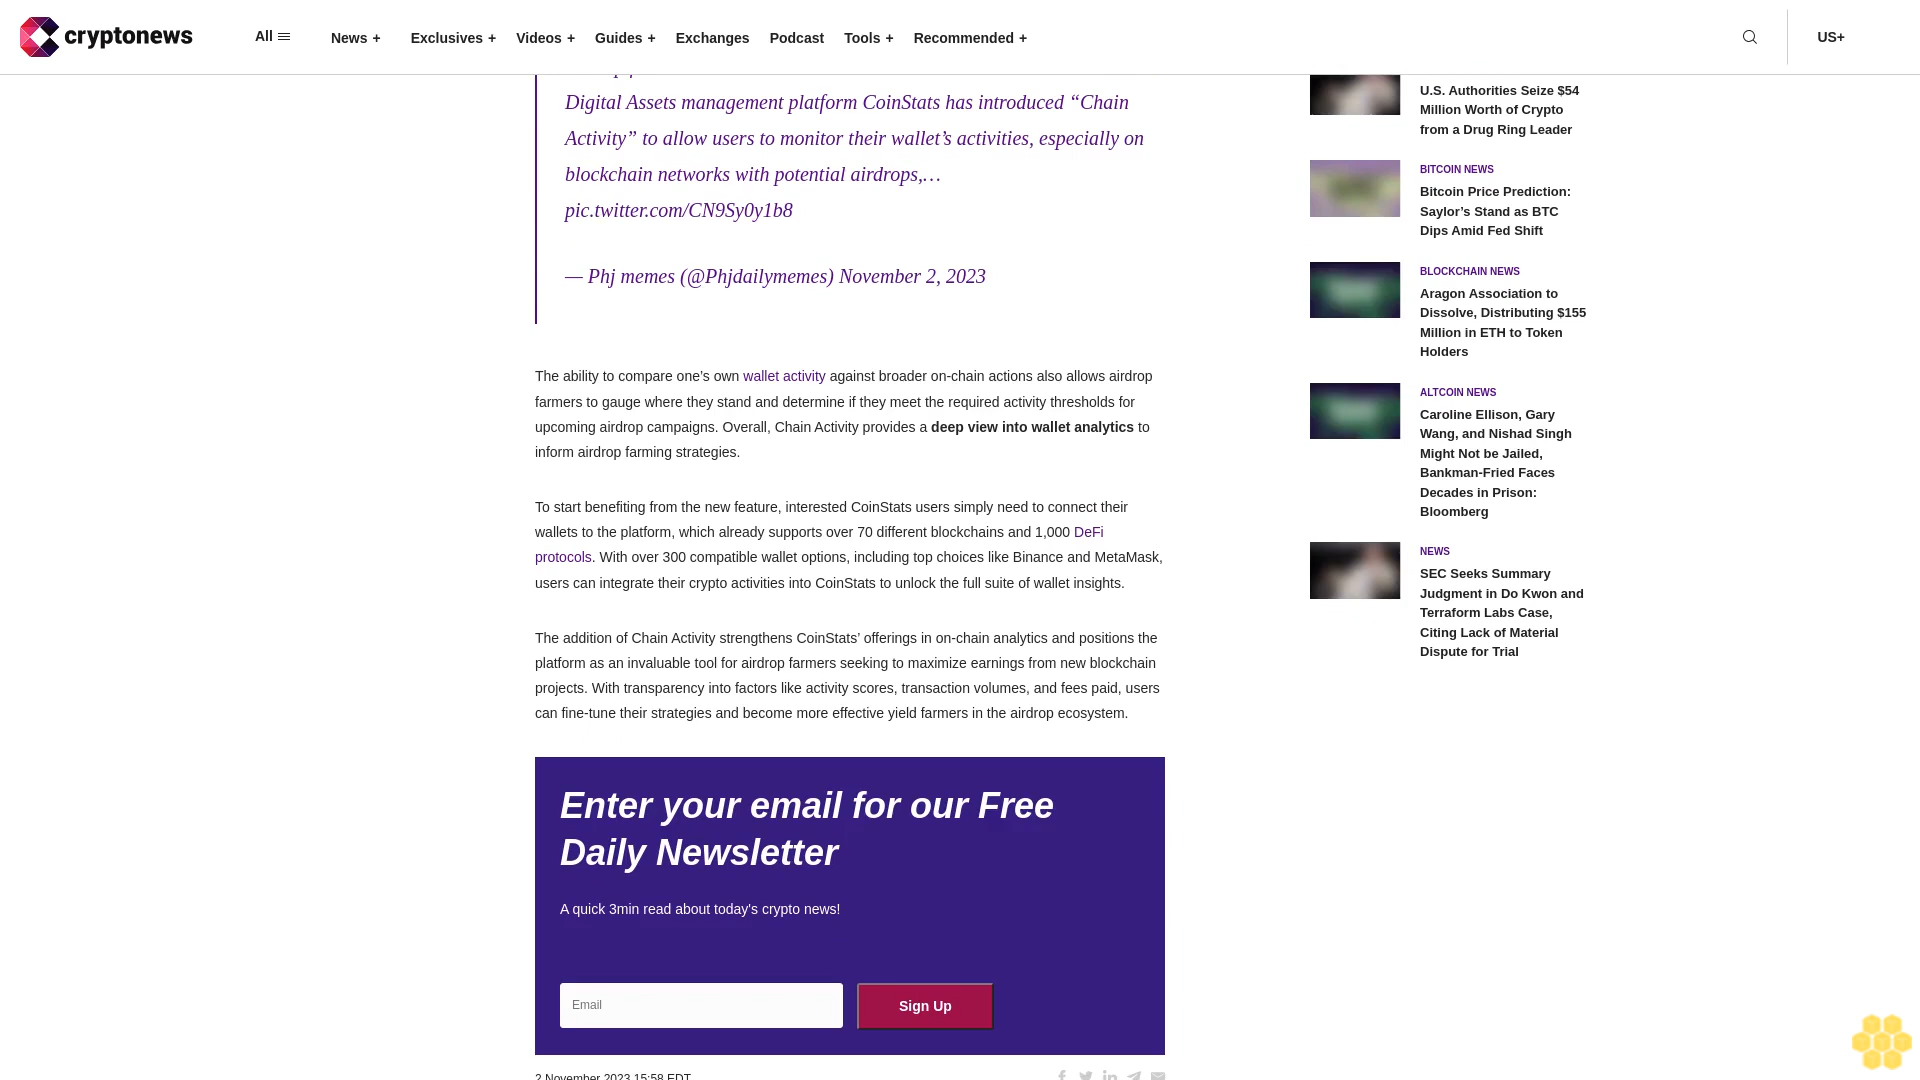 cryptonews
All
News +
Exclusives +
Videos +
Guides +
Exchanges
Podcast
Tools +
Recommended +
US+
Digital Assets management platform CoinStats has introduced “Chain
Activity” to allow users to monitor their wallet’s activities, especially on
blockchain networks with potential airdrops,…
pic.twitter.com/CN9Sy0y1b8
— Phj memes (@Phjdailymemes) November 2, 2023
The ability to compare one’s own wallet activity against broader on-chain actions also allows airdrop
farmers to gauge where they stand and determine if they meet the required activity thresholds for
upcoming airdrop campaigns. Overall, Chain Activity provides a deep view into wallet analytics to
inform airdrop farming strategies.
To start benefiting from the new feature, interested CoinStats users simply need to connect their
wallets to the platform, which already supports over 70 different blockchains and 1,000 DeFi
protocols. With over 300 compatible wallet options, including top choices like Binance and MetaMask,
users can integrate their crypto activities into CoinStats to unlock the full suite of wallet insights.
The addition of Chain Activity strengthens CoinStats’ offerings in on-chain analytics and positions the
platform as an invaluable tool for airdrop farmers seeking to maximize earnings from new blockchain
projects. With transparency into factors like activity scores, transaction volumes, and fees paid, users
can fine-tune their strategies and become more effective yield farmers in the airdrop ecosystem.
Enter your email for our Free
Daily Newsletter
A quick 3min read about today's crypto news!
Email
Sign Up
2 November 2023 15:58 EDT
U.S. Authorities Seize $54
Million Worth of Crypto
from a Drug Ring Leader
BITCOIN NEWS
Bitcoin Price Prediction:
Saylor’s Stand as BTC
Dips Amid Fed Shift
BLOCKCHAIN NEWS
Aragon Association to
Dissolve, Distributing $155
Million in ETH to Token
Holders
ALTCOIN NEWS
Caroline Ellison, Gary
Wang, and Nishad Singh
Might Not be Jailed,
Bankman-Fried Faces
Decades in Prison:
Bloomberg
NEWS
SEC Seeks Summary
Judgment in Do Kwon and
Terraform Labs Case,
Citing Lack of Material
Dispute for Trial